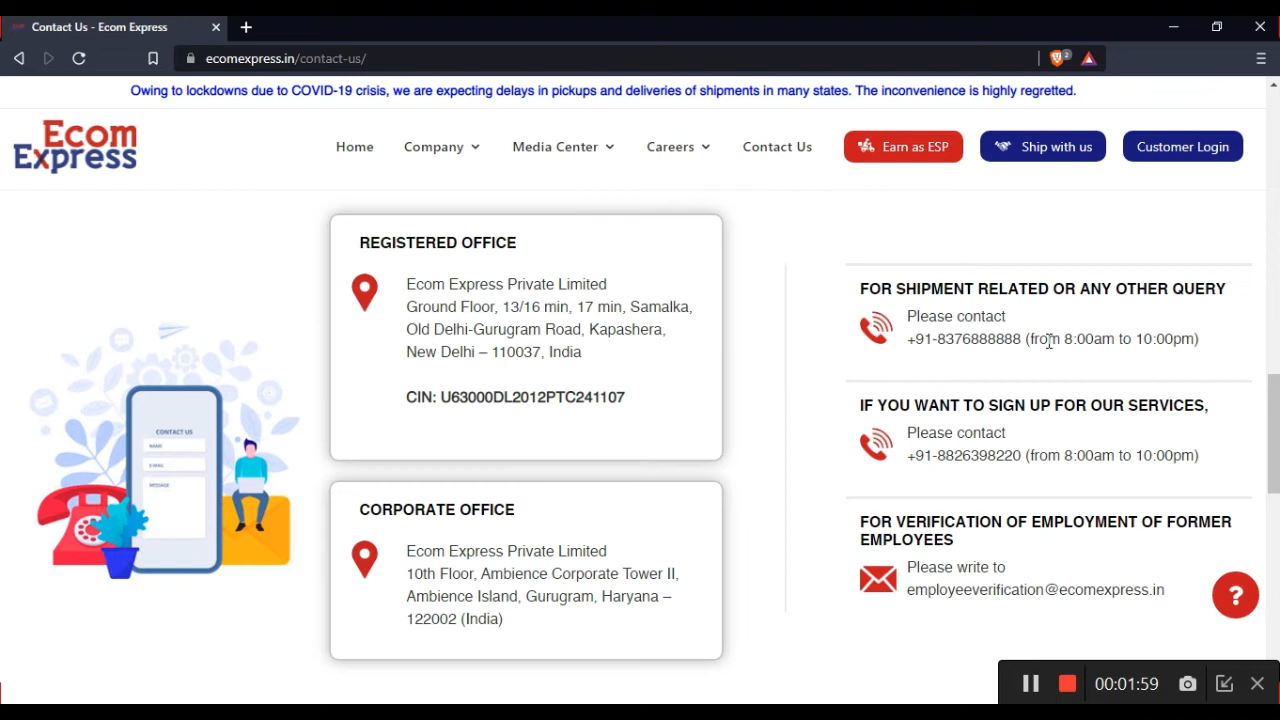 Contact Us - Ecom Express
ecomexpress.in/contact-us/
2
Owing to lockdowns due to COVID-19 crisis, we are expecting delays in pickups and deliveries of shipments in many states. The inconvenience is highly regretted.
Ecom
Express
Home
Company
Media Center
Careers
Contact Us
Earn as ESP
Ship with us
Customer Login
REGISTERED OFFICE
Ecom Express Private Limited
Ground Floor, 13/16 min, 17 min, Samalka,
Old Delhi-Gurugram Road, Kapashera,
New Delhi – 110037, India
CIN: U63000DL2012PTC241107
CORPORATE OFFICE
Ecom Express Private Limited
10th Floor, Ambience Corporate Tower II,
Ambience Island, Gurugram, Haryana –
122002 (India)
CONTACT US
NAME
E-MAIL
MESSAGE
FOR SHIPMENT RELATED OR ANY OTHER QUERY
Please contact
+91-8376888888 (from 8:00am to 10:00pm)
IF YOU WANT TO SIGN UP FOR OUR SERVICES,
Please contact
+91-8826398220 (from 8:00am to 10:00pm)
FOR VERIFICATION OF EMPLOYMENT OF FORMER
EMPLOYEES
Please write to
employeeverification@ecomexpress.in
?
00:01:59